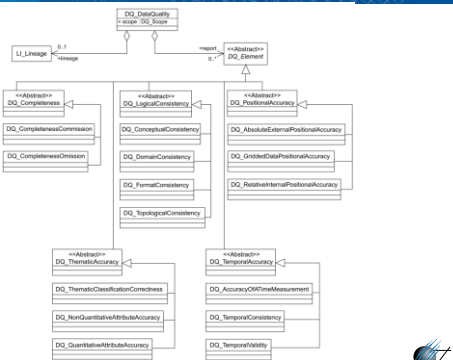 DQ_DataQuality
+ scope : DQ_Scope
0..1
+lineage
LI_Lineage
+report
0..*
<<Abstract>>
DQ_Element
<<Abstract>>
DQ_Completeness
<<Abstract>>
DQ_LogicalConsistency
<<Abstract>>
DQ_PositionalAccuracy
DQ_CompletenessCommission
DQ_ConceptualConsistency
DQ_AbsoluteExternalPositionalAccuracy
DQ_CompletenessOmission
DQ_DomainConsistency
DQ_GriddedDataPositionalAccuracy
DQ_FormatConsistency
DQ_RelativeInternalPositionalAccuracy
DQ_TopologicalConsistency
<<Abstract>>
DQ_ThematicAccuracy
<<Abstract>>
DQ_TemporalAccuracy
DQ_ThematicClassificationCorrectness
DQ_AccuracyOfATimeMeasurement
DQ_NonQuantitativeAttributeAccuracy
DQ_TemporalConsistency
DQ_QuantitativeAttributeAccuracy
DQ_TemporalValidity